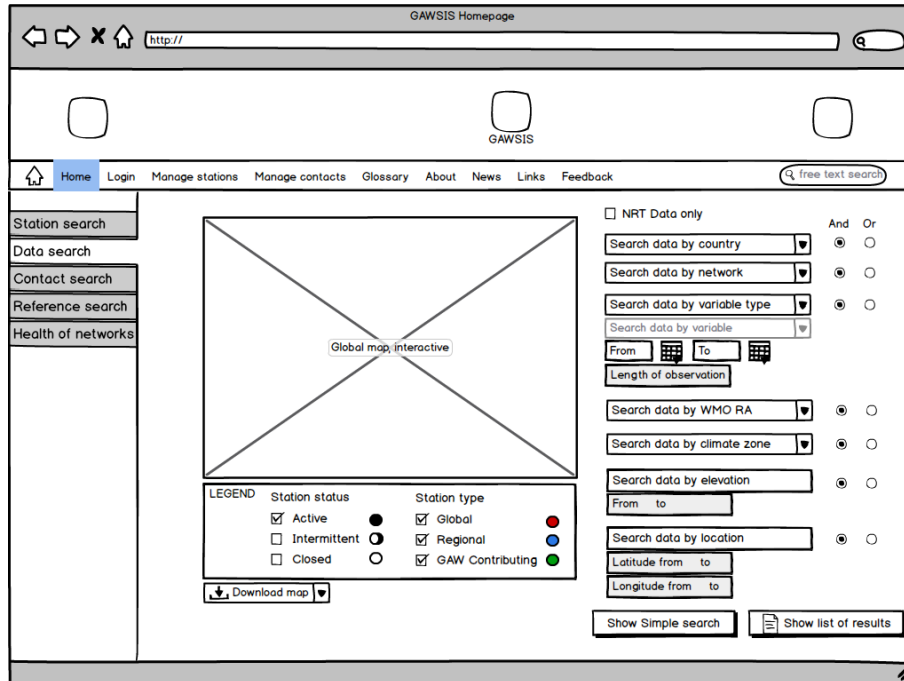 GAWSIS Homepage
http://
GAWSIS
Home Login Manage stations Manage contacts Glossary About News Links Feedback free text search
Station search
Data search
Contact search
Reference search
Health of networks
Global map, interactive
LEGEND Station status Station type
Active Global
Intermittent Regional
Closed GAW Contributing
Download map
NRT Data only
And Or
Search data by country
Search data by network
Search data by variable type
Search data by variable
From To
Length of observation
Search data by WMO RA
Search data by climate zone
Search data by elevation
From to
Search data by location
Latitude from to
Longitude from to
Show Simple search Show list of results